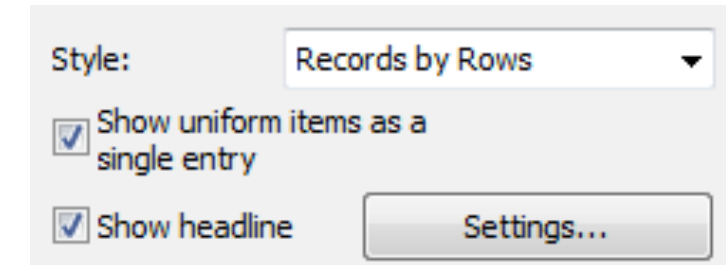 Style: Records by Rows
Show uniform items as a
single entry
Show headline Settings...